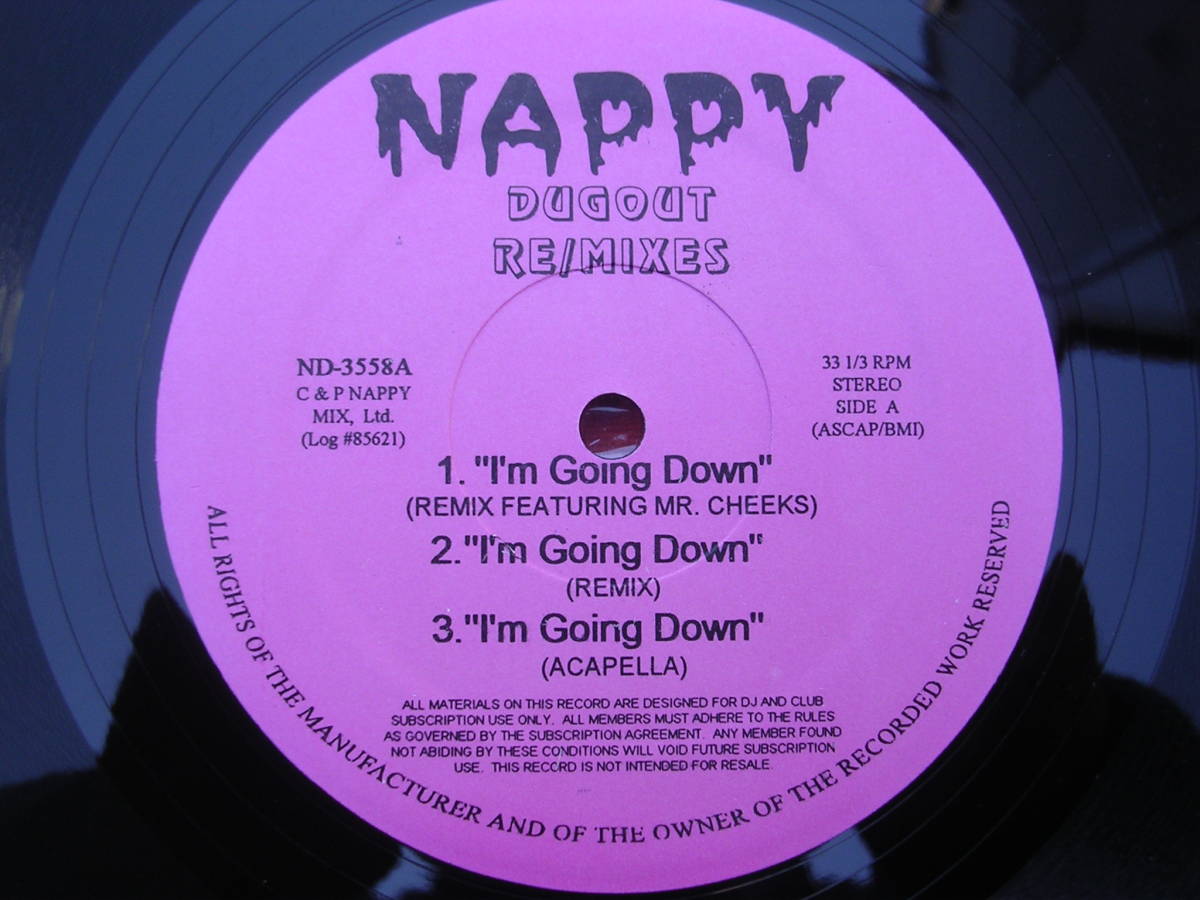 NAPPY
DUGOUT
RE/MIXES
ND-3558A
C & P NAPPY
MIX, Ltd.
(Log #85621)
33 1/3 RPM
STEREO
SIDE A
(ASCAP/BMI)
1. "I'm Going Down"
(REMIX FEATURING MR. CHEEKS)
2."I'm Going Down"
(REMIX)
3."I'm Going Down"
(ACAPELLA)
ALL MATERIALS ON THIS RECORD ARE DESIGNED FOR DJ AND CLUB
SUBSCRIPTION USE ONLY. ALL MEMBERS MUST ADHERE TO THE RULES
AS GOVERNED BY THE SUBSCRIPTION AGREEMENT. ANY MEMBER FOUND
NOT ABIDING BY THESE CONDITIONS WILL VOID FUTURE SUBSCRIPTION
USE. THIS RECORD IS NOT INTENDED FOR RESALE.
ALL RIGHTS OF THE MANUFACTURER AND OF THE OWNER OF THE RECORDED WORK RESERVED